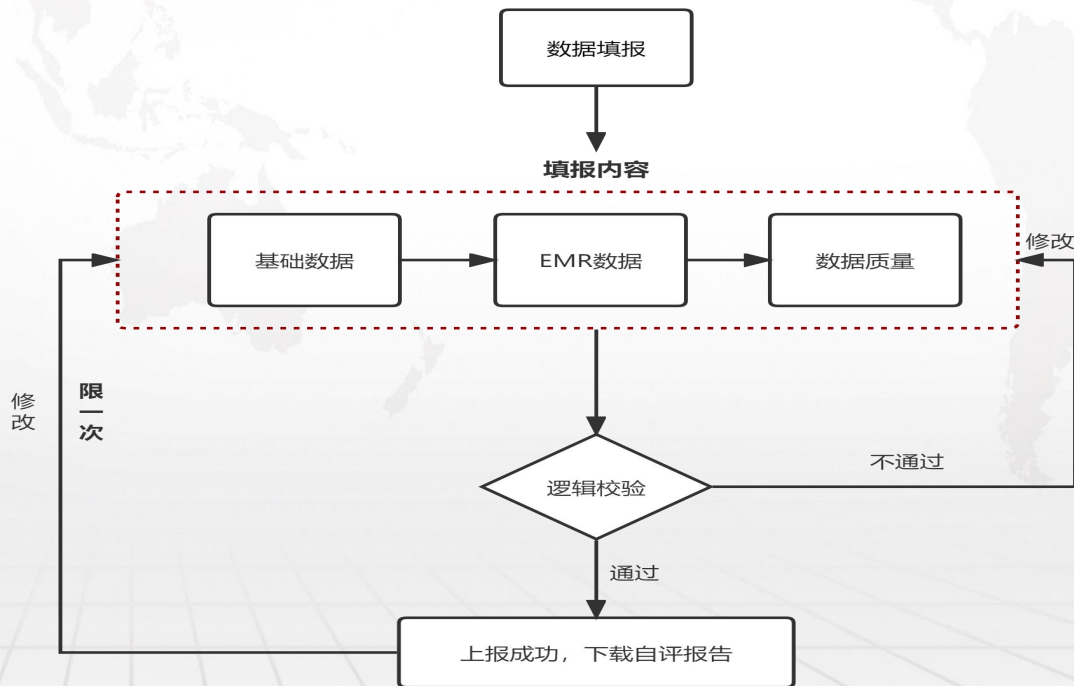 数据填报
填报内容
基础数据
EMR数据
数据质量
修改
修改
限一次
逻辑校验
不通过
通过
上报成功，下载自评报告